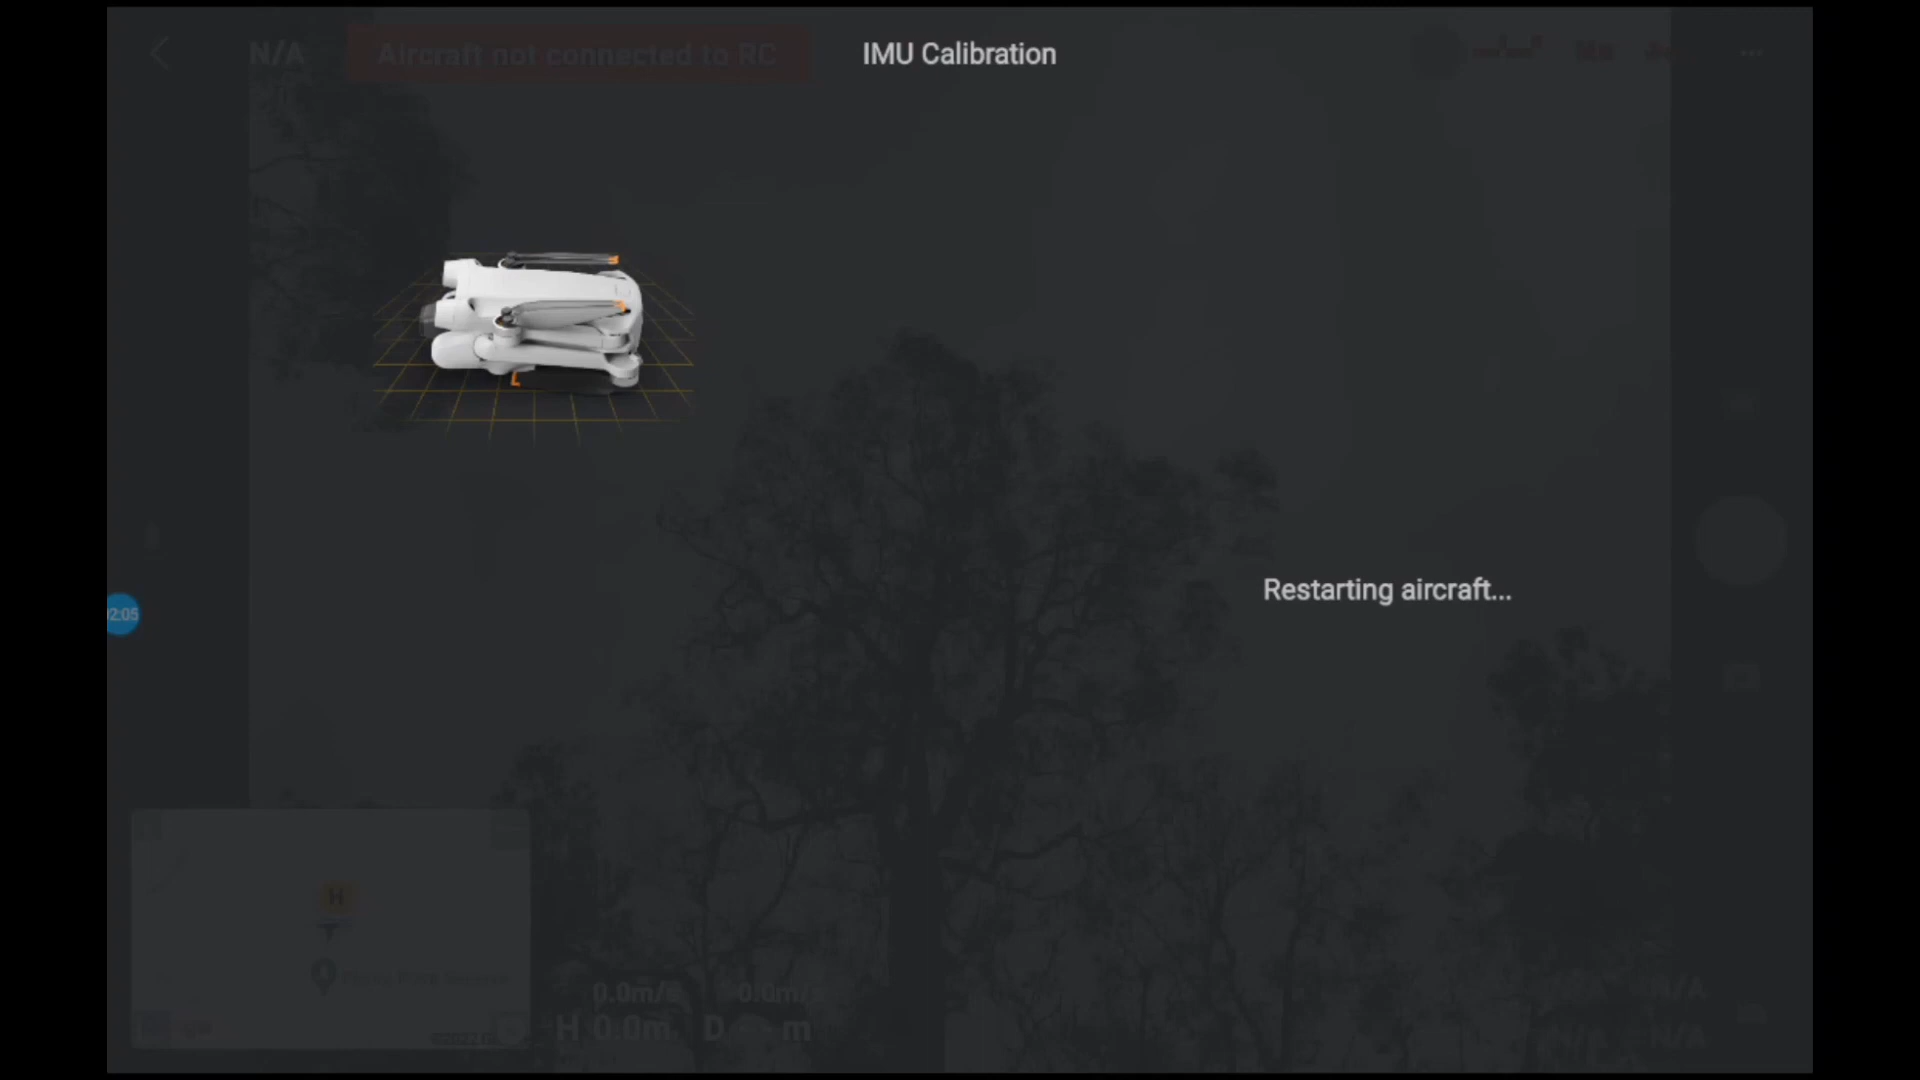 N/A
Aircraft not connected to RC
IMU Calibration
Restarting aircraft...
2:05
H
0.0m/s 0.0m/s
H 0.0m D m
N/A
N/A N/A